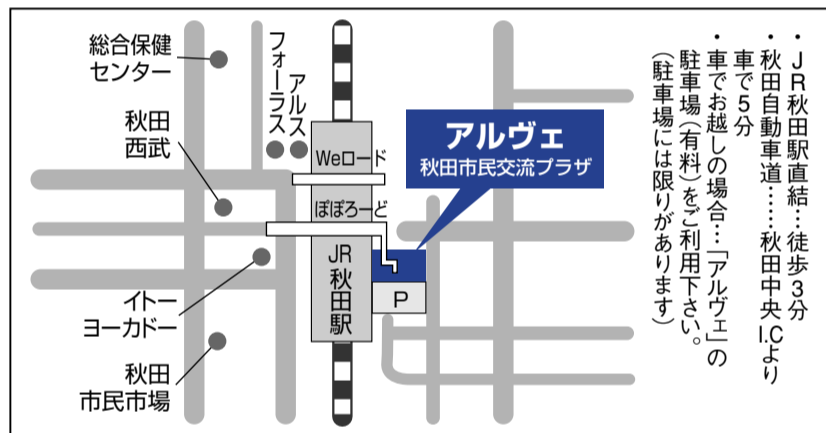 総合保健
センター
フォーラス
アルス
秋田
西武
Weロード
ぽぽろーど
アルヴェ
秋田市民交流プラザ
JR
秋田駅
P
イトー
ヨーカドー
秋田
市民市場
・JR秋田駅直結…徒歩3分
・秋田自動車道……秋田中央I.Cより
車で5分
・車でお越しの場合…「アルヴェ」の
駐車場(有料)をご利用下さい。
(駐車場には限りがあります)